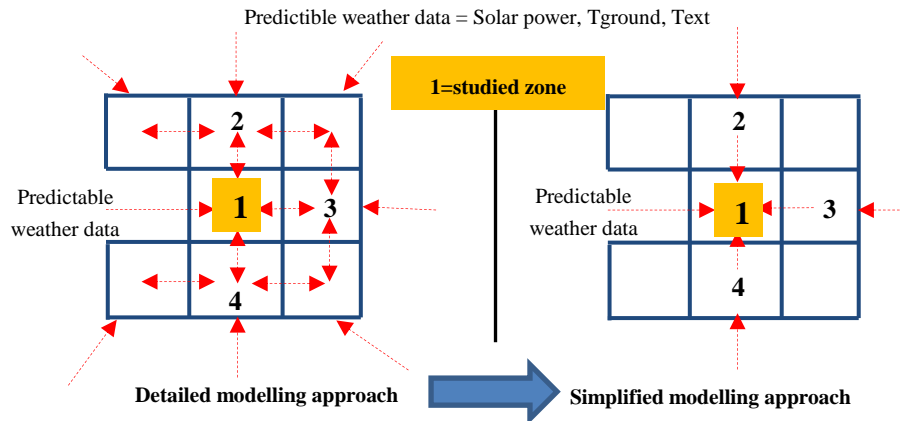 Predictible weather data = Solar power, Tground, Text
1=studied zone
2
Predictable
weather data
1
3
4
Detailed modelling approach
2
Predictable
weather data
1
3
4
Simplified modelling approach